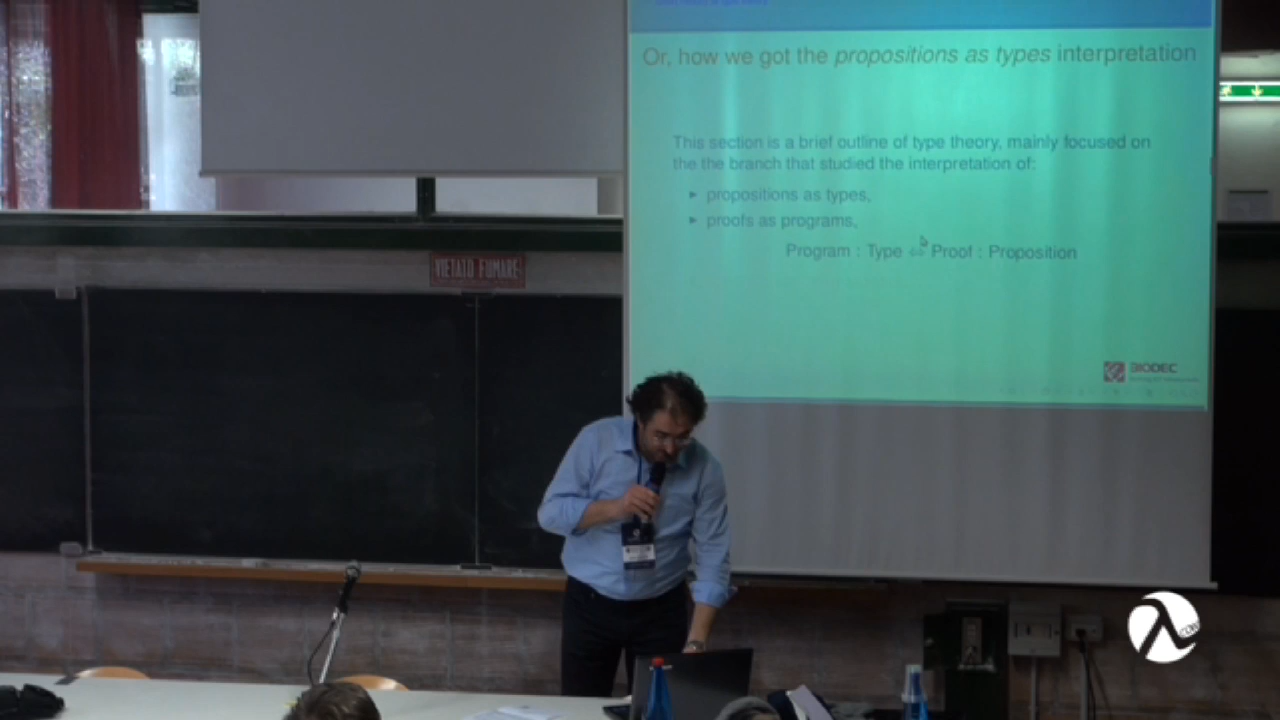 Or, how we got the propositions as types interpretation
This section is a brief outline of type theory, mainly focused on
the the branch that studied the interpretation of:
► propositions as types,
► proofs as programs,
Program : Type ⇔ Proof : Proposition
VIETATO FUMARE
BIODEC
λ
CON